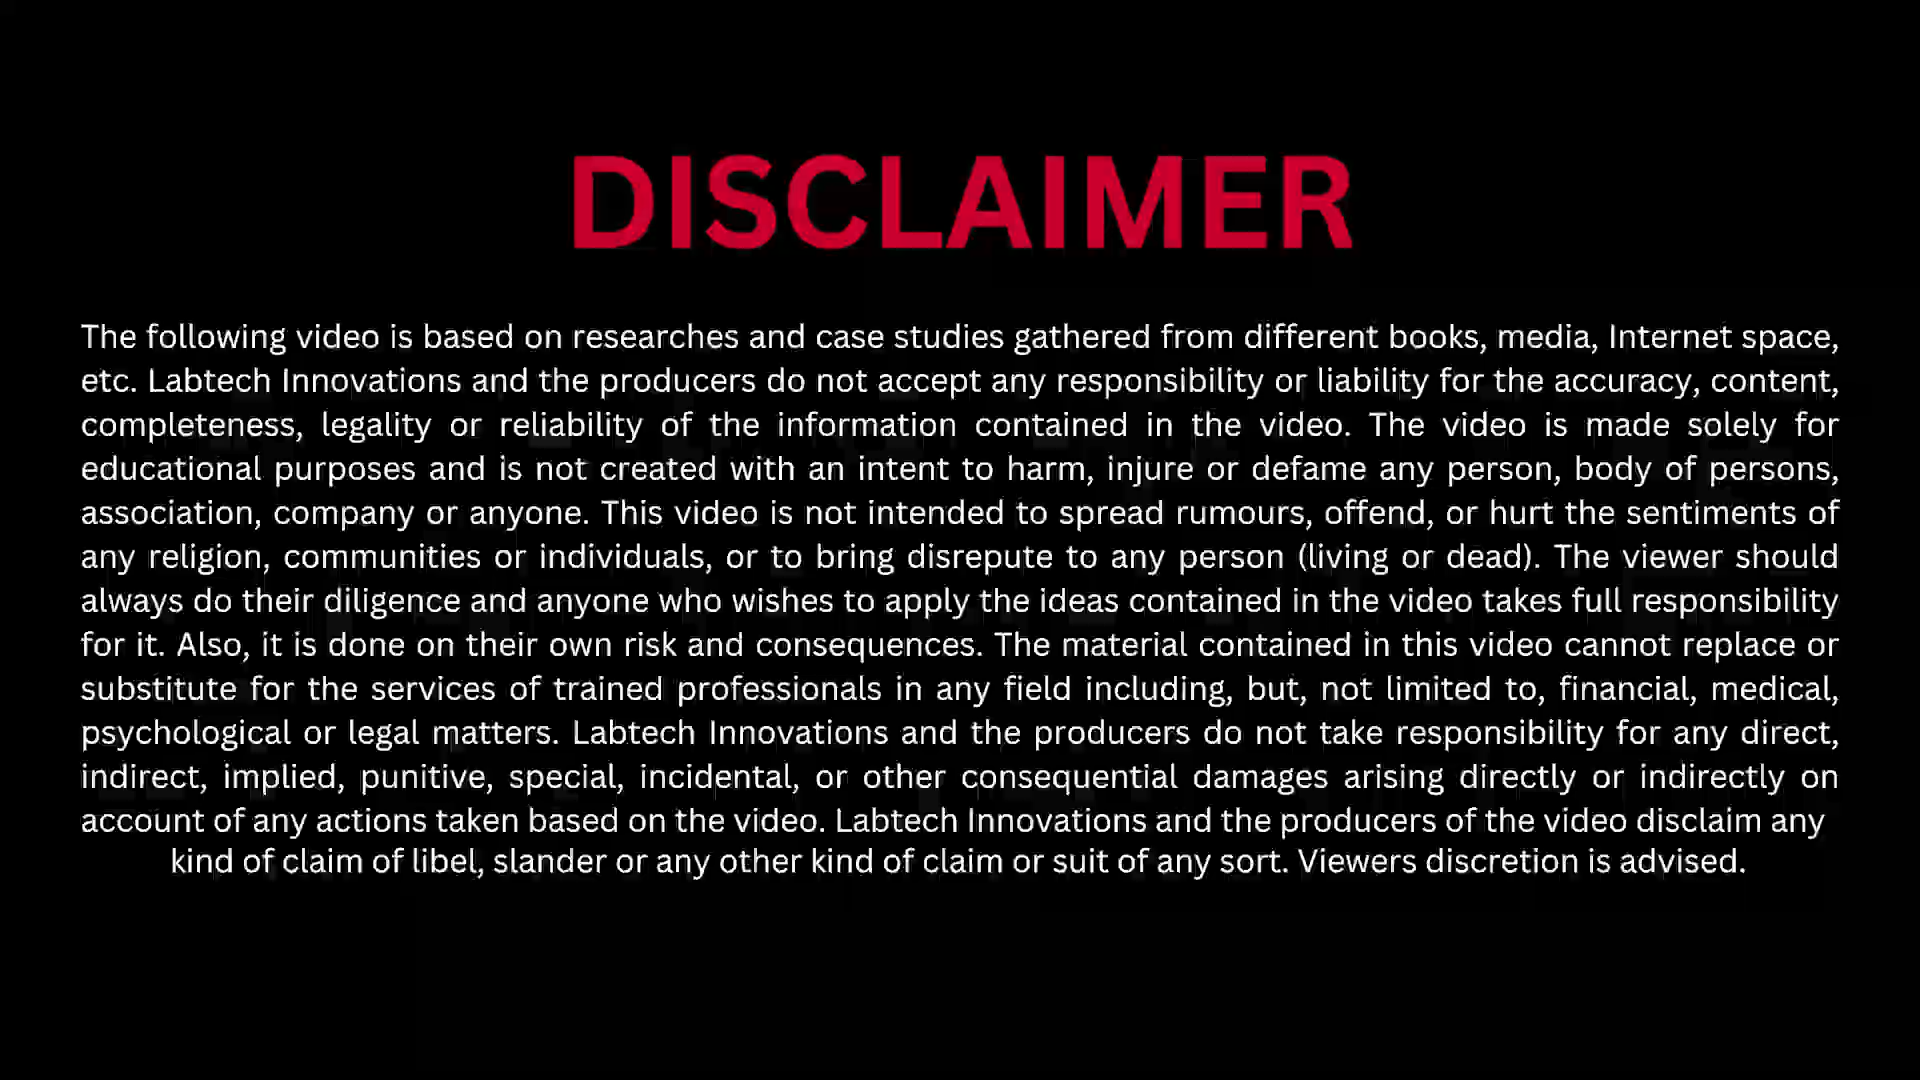 DISCLAIMER
The following video is based on researches and case studies gathered from different books, media, Internet space,
etc. Labtech Innovations and the producers do not accept any responsibility or liability for the accuracy, content,
completeness, legality or reliability of the information contained in the video. The video is made solely for
educational purposes and is not created with an intent to harm, injure or defame any person, body of persons,
association, company or anyone. This video is not intended to spread rumours, offend, or hurt the sentiments of
any religion, communities or individuals, or to bring disrepute to any person (living or dead). The viewer should
always do their diligence and anyone who wishes to apply the ideas contained in the video takes full responsibility
for it. Also, it is done on their own risk and consequences. The material contained in this video cannot replace or
substitute for the services of trained professionals in any field including, but, not limited to, financial, medical,
psychological or legal matters. Labtech Innovations and the producers do not take responsibility for any direct,
indirect, implied, punitive, special, incidental, or other consequential damages arising directly or indirectly on
account of any actions taken based on the video. Labtech Innovations and the producers of the video disclaim any
kind of claim of libel, slander or any other kind of claim or suit of any sort. Viewers discretion is advised.